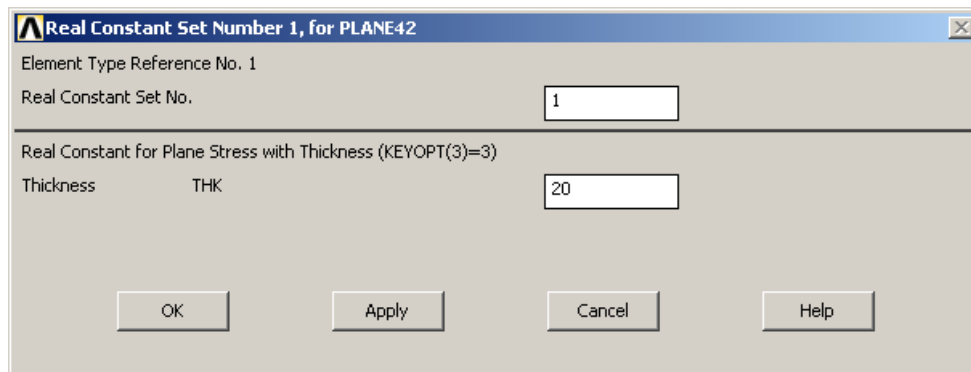 Real Constant Set Number 1, for PLANE42
Element Type Reference No. 1
Real Constant Set No. 1
Real Constant for Plane Stress with Thickness (KEYOPT(3)=3)
Thickness THK 20
OK Apply Cancel Help